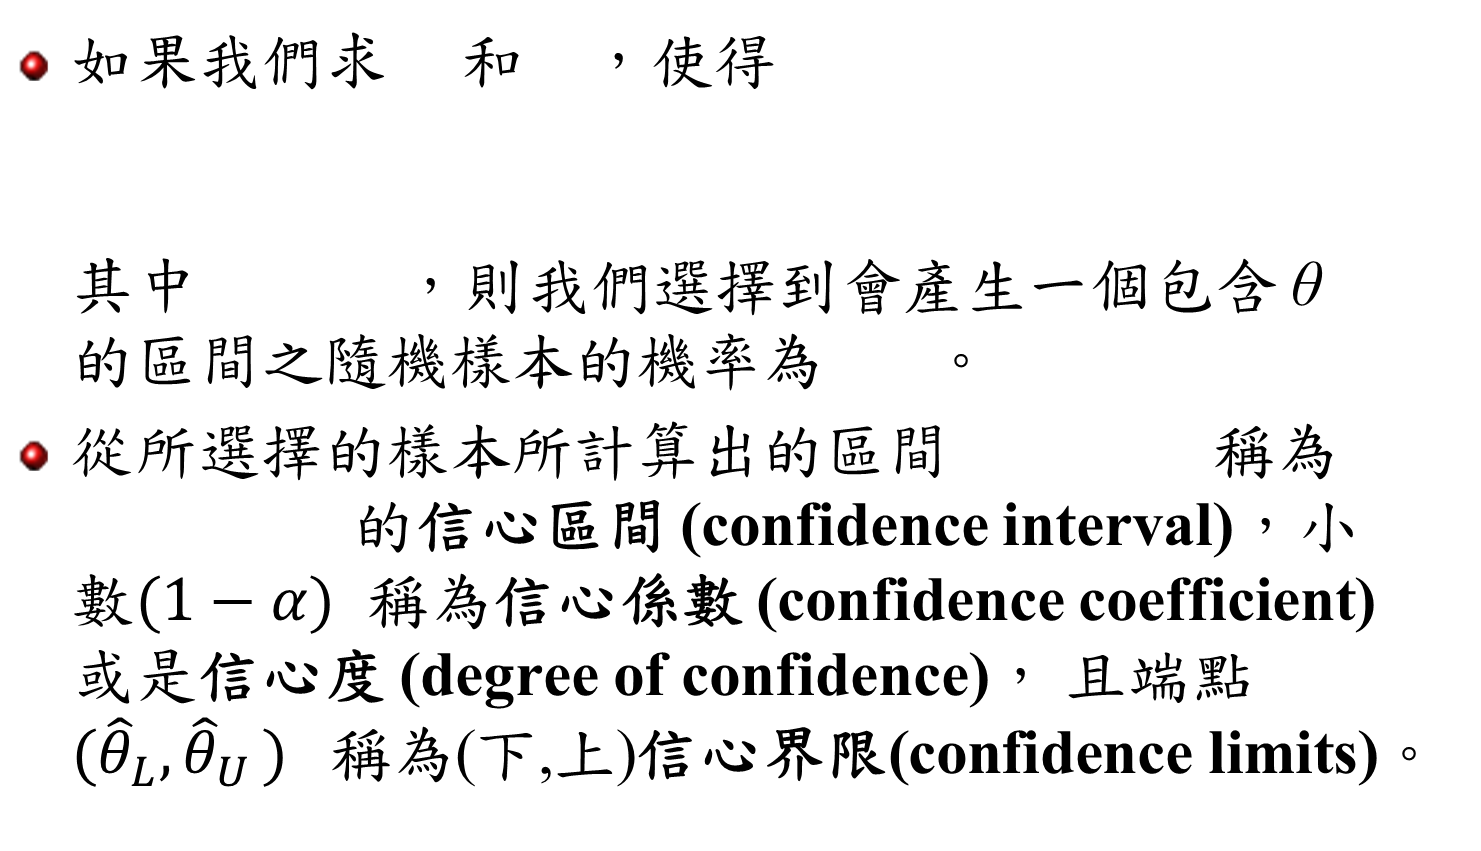 如果我們求 和 ，使得
其中 ，則我們選擇到會產生一個包含 θ
的區間之隨機樣本的機率為 。
從所選擇的樣本所計算出的區間 稱為
的信心區間 (confidence interval)，小
數(1 − α) 稱為信心係數 (confidence coefficient)
或是信心度 (degree of confidence)， 且端點
(θ̂_L, θ̂_U ) 稱為(下,上)信心界限(confidence limits)。